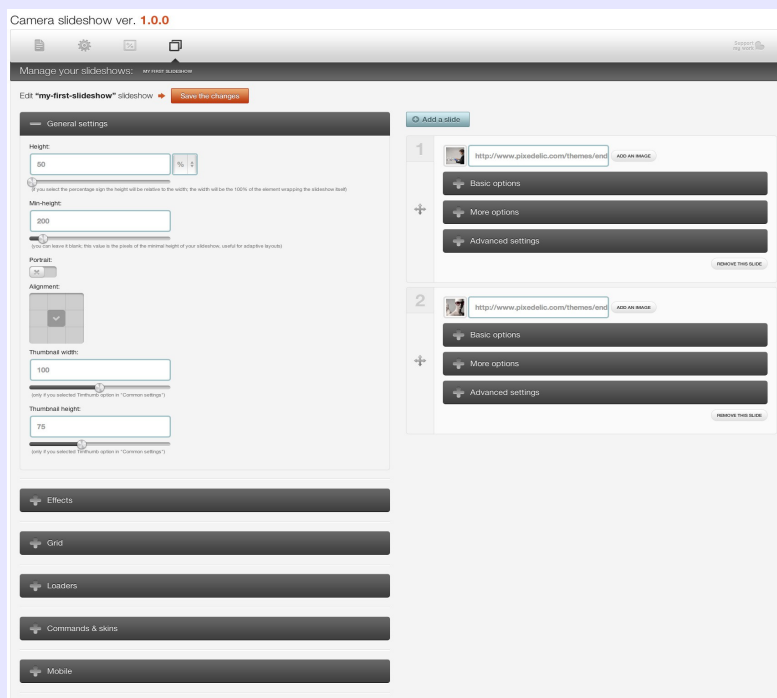 Camera slideshow ver. 1.0.0
Support my work
Manage your slideshows: MY FIRST SLIDESHOW
Edit "my-first-slideshow" slideshow Save the changes
General settings
Height:
50 %
(if you select the percentage sign the height will be relative to the width: the width will be the 100% of the element wrapping the slideshow itself)
Min-height:
200
(you can leave it blank: this value is the pixels of the minimal height of your slideshow, useful for adaptive layouts)
Portrait:
Alignment:
Thumbnail width:
100
(only if you selected Timthumb option in "Common settings")
Thumbnail height:
75
(only if you selected Timthumb option in "Common settings")
Effects
Grid
Loaders
Commands & skins
Mobile
Add a slide
1
http://www.pixedelic.com/themes/end ADD AN IMAGE
Basic options
More options
Advanced settings
REMOVE THIS SLIDE
2
http://www.pixedelic.com/themes/end ADD AN IMAGE
Basic options
More options
Advanced settings
REMOVE THIS SLIDE